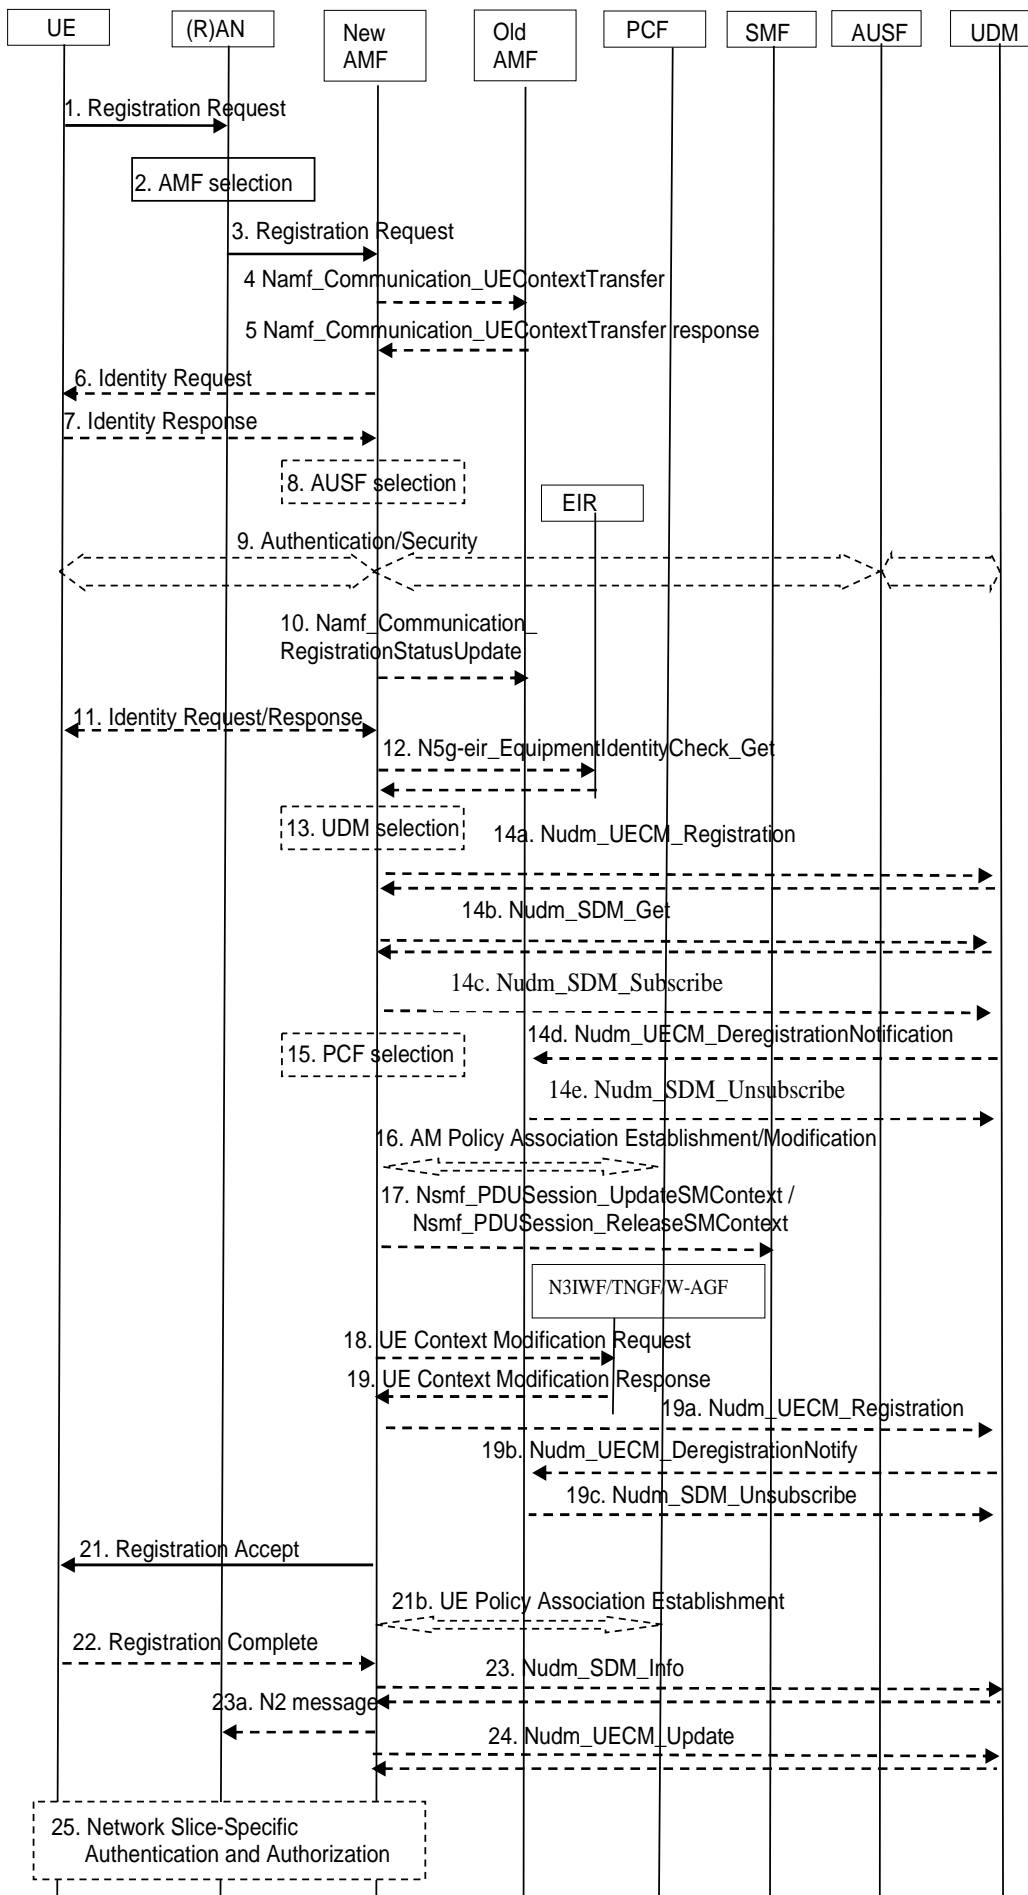 UE
(R)AN
New
AMF
Old
AMF
PCF
SMF
AUSF
UDM
1. Registration Request
2. AMF selection
3. Registration Request
4 Namf_Communication_UEContextTransfer
5 Namf_Communication_UEContextTransfer response
6. Identity Request
7. Identity Response
8. AUSF selection
EIR
9. Authentication/Security
10. Namf_Communication_
RegistrationStatusUpdate
11. Identity Request/Response
12. N5g-eir_EquipmentIdentityCheck_Get
13. UDM selection
14a. Nudm_UECM_Registration
14b. Nudm_SDM_Get
14c. Nudm_SDM_Subscribe
14d. Nudm_UECM_DeregistrationNotification
15. PCF selection
14e. Nudm_SDM_Unsubscribe
16. AM Policy Association Establishment/Modification
17. Nsmf_PDUSession_UpdateSMContext /
Nsmf_PDUSession_ReleaseSMContext
N3IWF/TNGF/W-AGF
18. UE Context Modification Request
19. UE Context Modification Response
19a. Nudm_UECM_Registration
19b. Nudm_UECM_DeregistrationNotify
19c. Nudm_SDM_Unsubscribe
21. Registration Accept
21b. UE Policy Association Establishment
22. Registration Complete
23. Nudm_SDM_Info
23a. N2 message
24. Nudm_UECM_Update
25. Network Slice-Specific
Authentication and Authorization